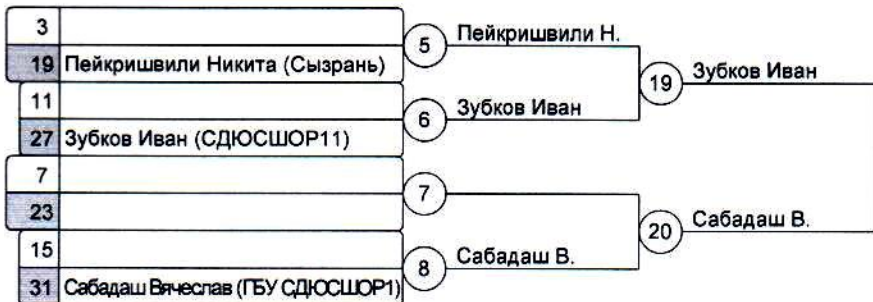 3
19 Пейкришвили Никита (Сызрань)
5 Пейкришвили Н.
11
27 Зубков Иван (СДЮСШОР11)
6 Зубков Иван
19 Зубков Иван
7
23
7
15
31 Сабадаш Вячеслав (ГБУ СДЮСШОР1)
8 Сабадаш В.
20 Сабадаш В.